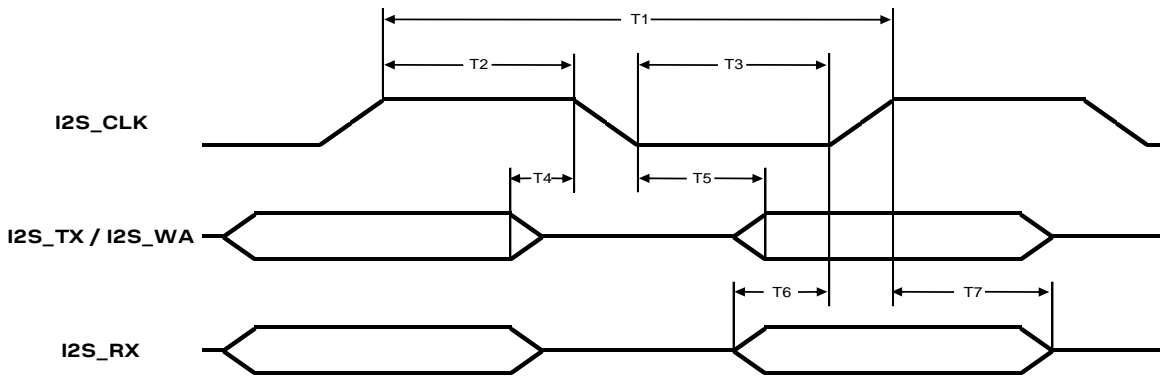 T1
T2
T3
I2S_CLK
T4
T5
I2S_TX / I2S_WA
T6
T7
I2S_RX